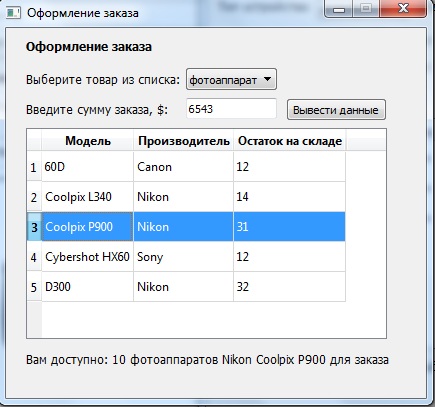 Оформление заказа
Оформление заказа
Выберите товар из списка: фотоаппарат
Введите сумму заказа, $: 6543 Вывести данные
Модель Производитель Остаток на складе
1 60D Canon 12
2 Coolpix L340 Nikon 14
3 Coolpix P900 Nikon 31
4 Cybershot HX60 Sony 12
5 D300 Nikon 32
Вам доступно: 10 фотоаппаратов Nikon Coolpix P900 для заказа